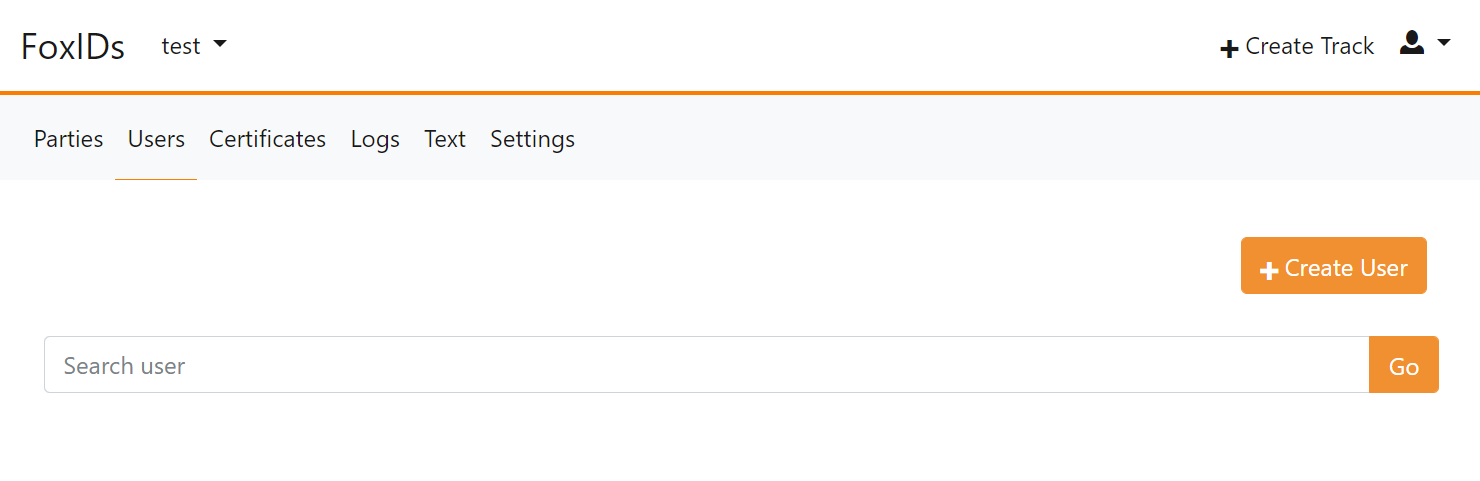 FoxIDs test Create Track
Parties Users Certificates Logs Text Settings
Create User
Search user Go